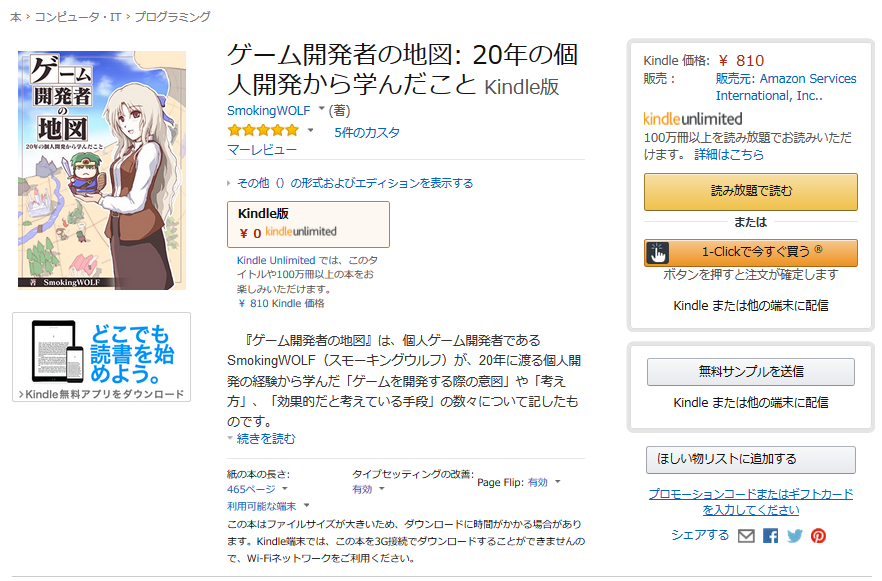 本 › コンピュータ・IT › プログラミング
ゲーム
開発者
の
地図
20年の個人開発から学んだこと
著 SmokingWOLF
どこでも
読書を始
めよう。
›Kindle無料アプリをダウンロード
ゲーム開発者の地図: 20年の個
人開発から学んだこと Kindle版
SmokingWOLF (著)
5件のカスタ
マーレビュー
その他（）の形式およびエディションを表示する
Kindle版
￥ 0 kindleunlimited
Kindle Unlimited では、このタ
イトルや100万冊以上の本をお
楽しみいただけます。
￥ 810 Kindle 価格
『ゲーム開発者の地図』は、個人ゲーム開発者である
SmokingWOLF（スモーキングウルフ）が、20年に渡る個人開
発の経験から学んだ「ゲームを開発する際の意図」や「考え
方」、「効果的だと考えている手段」の数々について記したも
のです。
続きを読む
紙の本の長さ:
465ページ
タイプセッティングの改善:
有効
Page Flip: 有効
利用可能な端末
この本はファイルサイズが大きいため、ダウンロードに時間がかかる場合があり
ます。Kindle端末では、この本を3G接続でダウンロードすることができませんの
で、Wi-Fiネットワークをご利用ください。
Kindle 価格: ￥ 810
販売： 販売元: Amazon Services
International, Inc..
kindleunlimited
100万冊以上を読み放題でお読みいただ
けます。 詳細はこちら
読み放題で読む
または
1-Clickで今すぐ買う ®
ボタンを押すと注文が確定します
Kindle または他の端末に配信
無料サンプルを送信
Kindle または他の端末に配信
ほしい物リストに追加する
プロモーションコードまたはギフトカード
を入力してください
シェアする